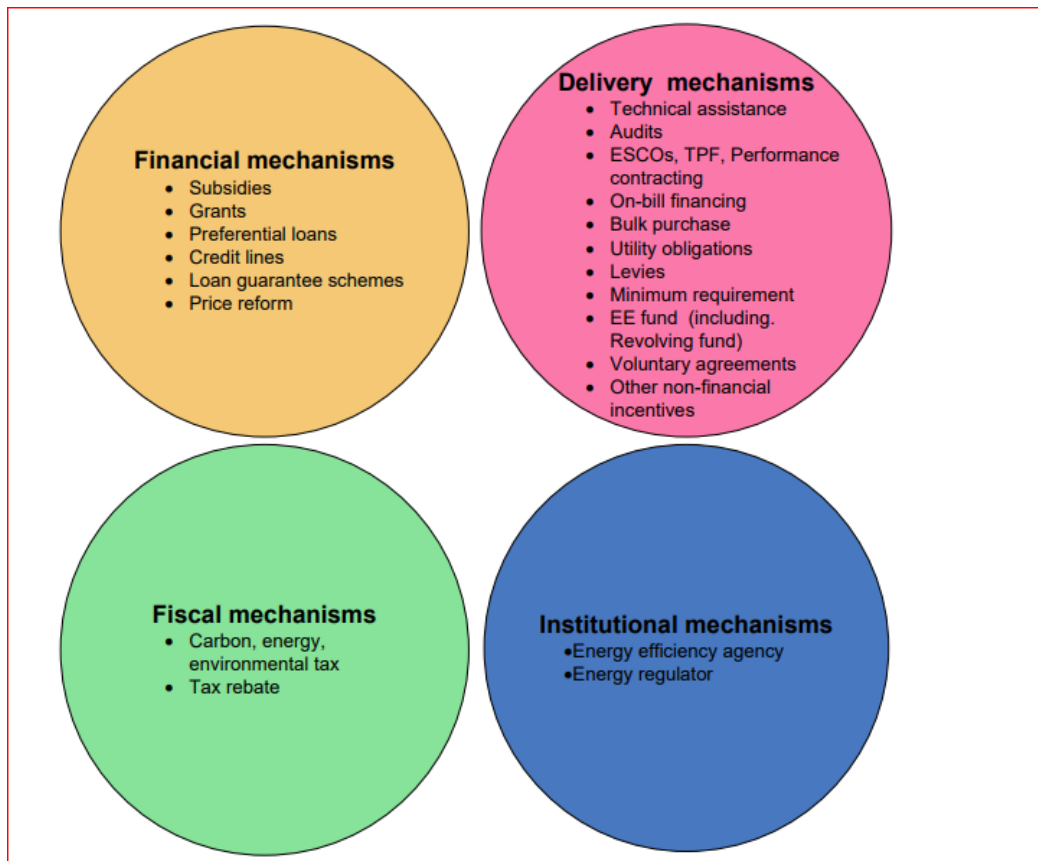 Financial mechanisms
• Subsidies
• Grants
• Preferential loans
• Credit lines
• Loan guarantee schemes
• Price reform
Delivery mechanisms
• Technical assistance
• Audits
• ESCOs, TPF, Performance
contracting
• On-bill financing
• Bulk purchase
• Utility obligations
• Levies
• Minimum requirement
• EE fund (including.
Revolving fund)
• Voluntary agreements
• Other non-financial
incentives
Fiscal mechanisms
• Carbon, energy,
environmental tax
• Tax rebate
Institutional mechanisms
•Energy efficiency agency
•Energy regulator